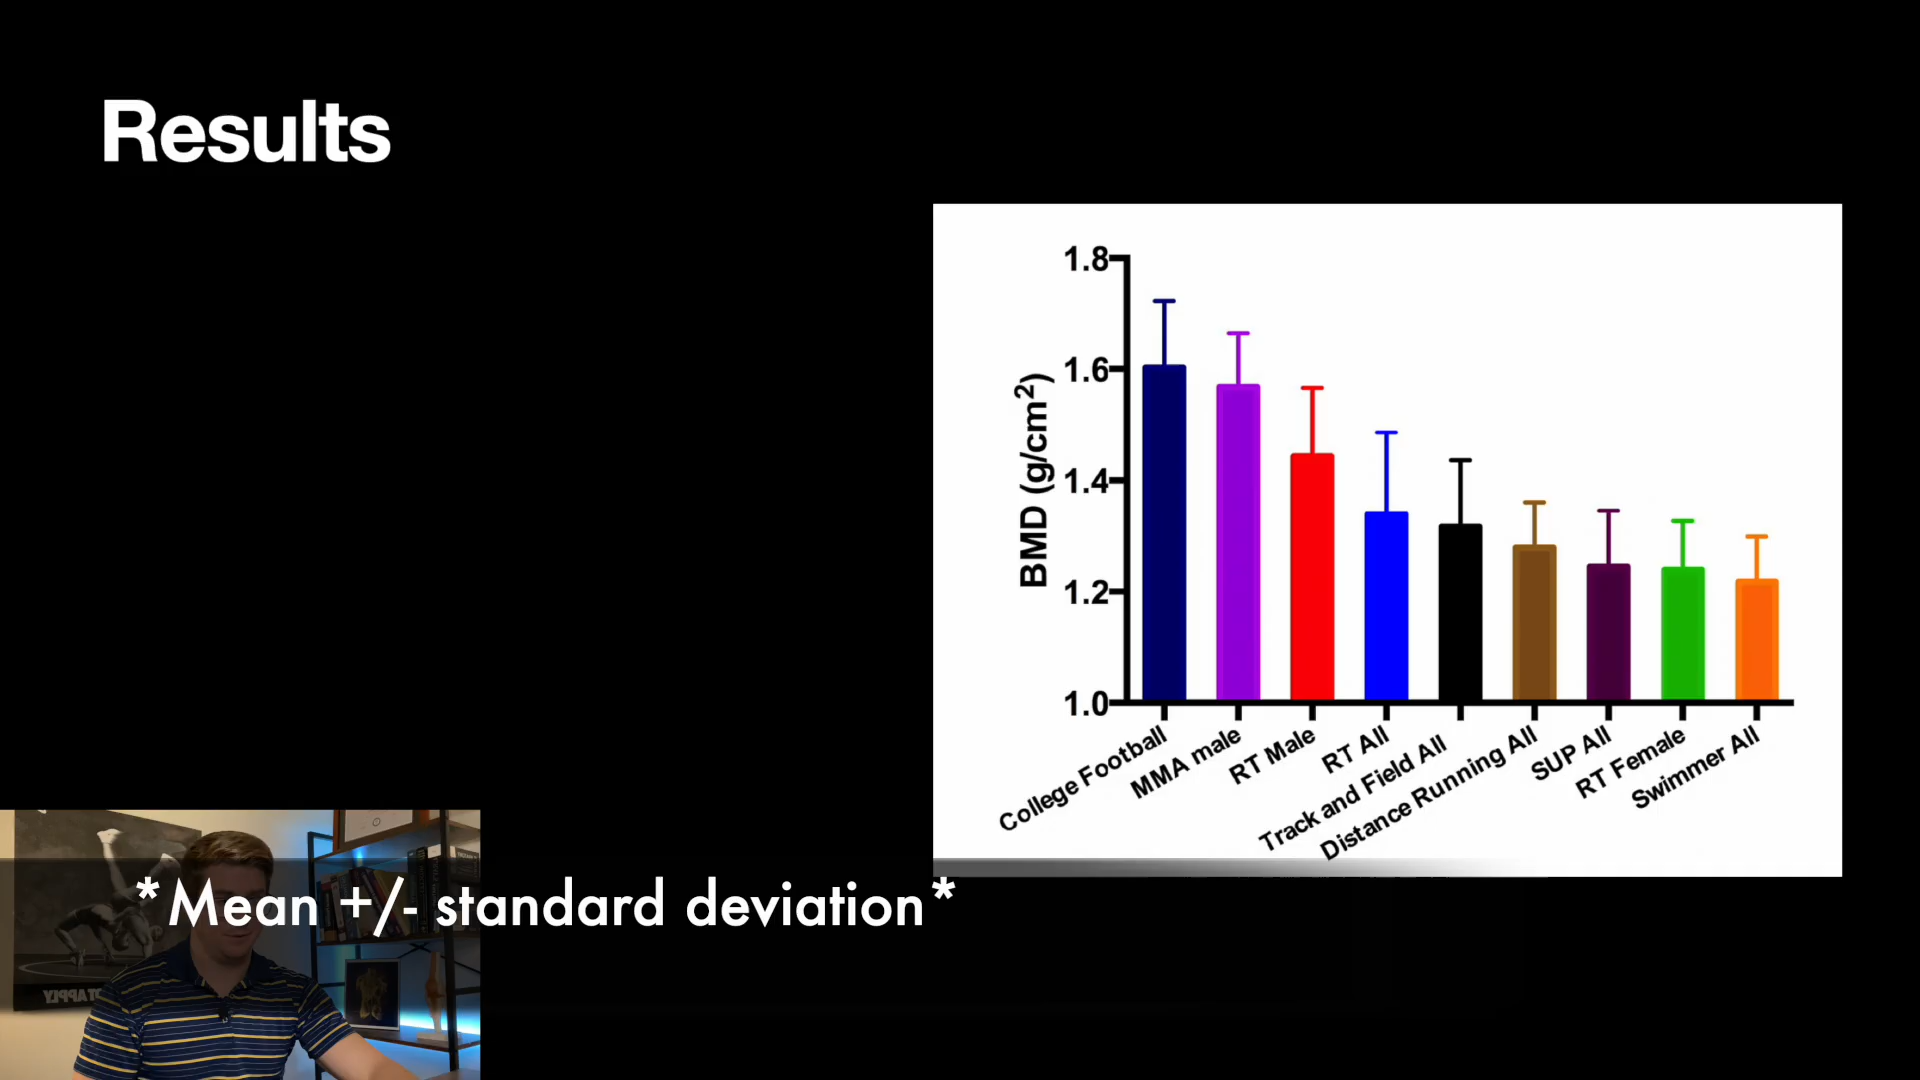 Results
1.8
1.6
1.4
1.2
1.0
BMD (g/cm²)
College Football
MMA male
RT Male
RT All
Track and Field All
Distance Running All
SUP All
RT Female
Swimmer All
*Mean +/- standard deviation*